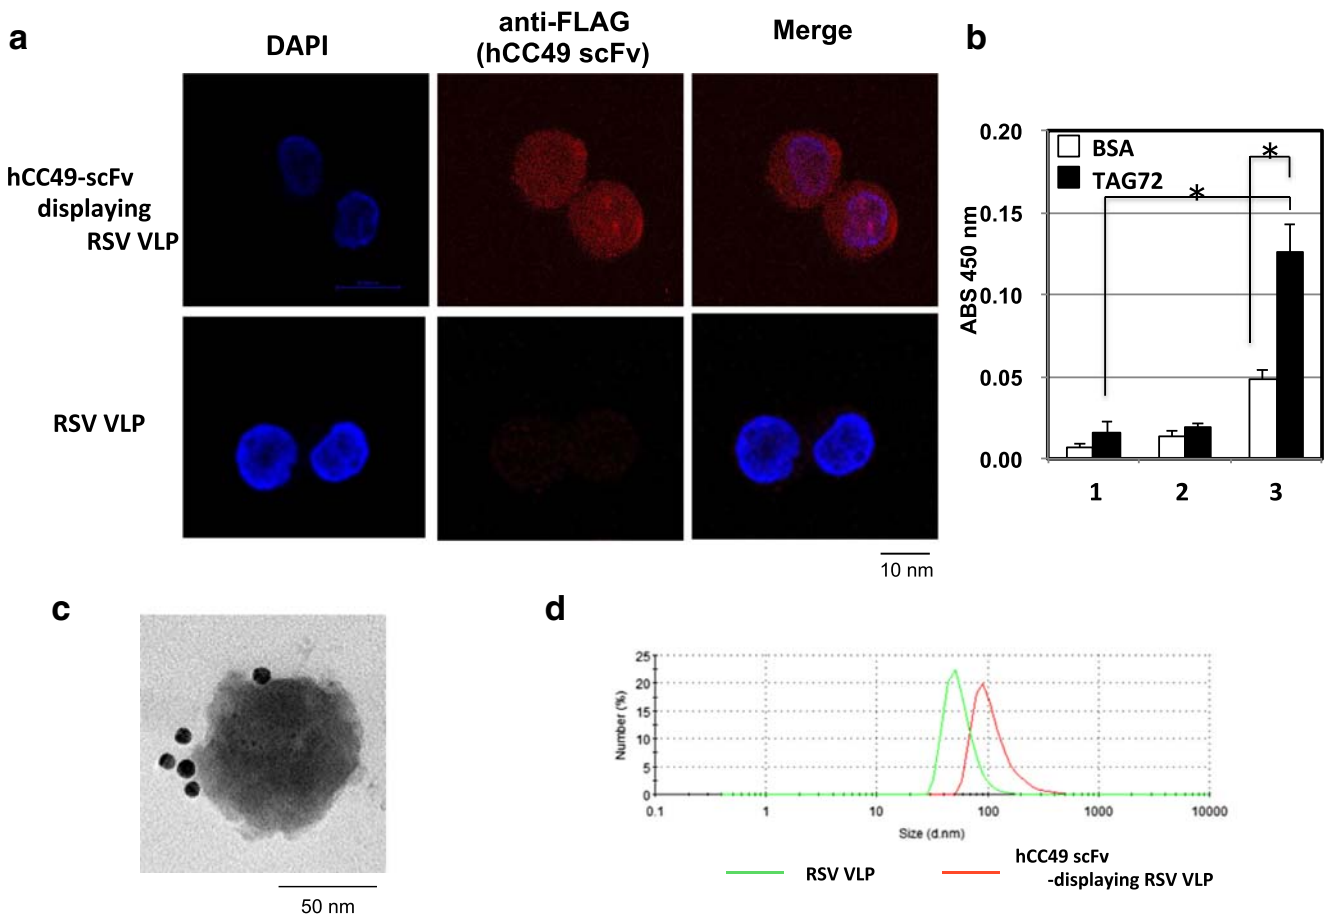 a
DAPI
anti-FLAG
(hCC49 scFv)
Merge
hCC49-scFv
displaying
RSV VLP
RSV VLP
10 nm
b
ABS 450 nm
0.20
0.15
0.10
0.05
0.00
BSA
TAG72
*
*
1 2 3
c
50 nm
d
Number (%)
25
20
15
10
5
0
0.1 1 10 100 1000 10000
Size (d.nm)
RSV VLP
hCC49 scFv
-displaying RSV VLP